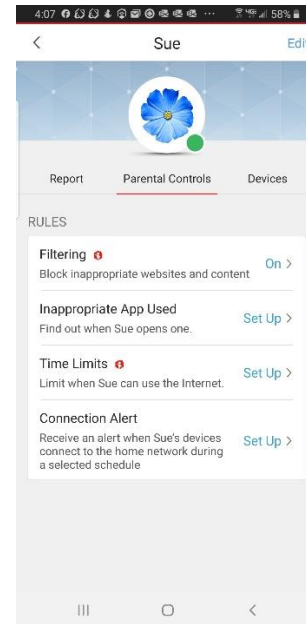 4:07 58%
Sue
Edi
Report Parental Controls Devices
RULES
Filtering
Block inappropriate websites and content
On >
Inappropriate App Used
Find out when Sue opens one.
Set Up >
Time Limits
Limit when Sue can use the Internet.
Set Up >
Connection Alert
Receive an alert when Sue's devices
connect to the home network during
a selected schedule
Set Up >